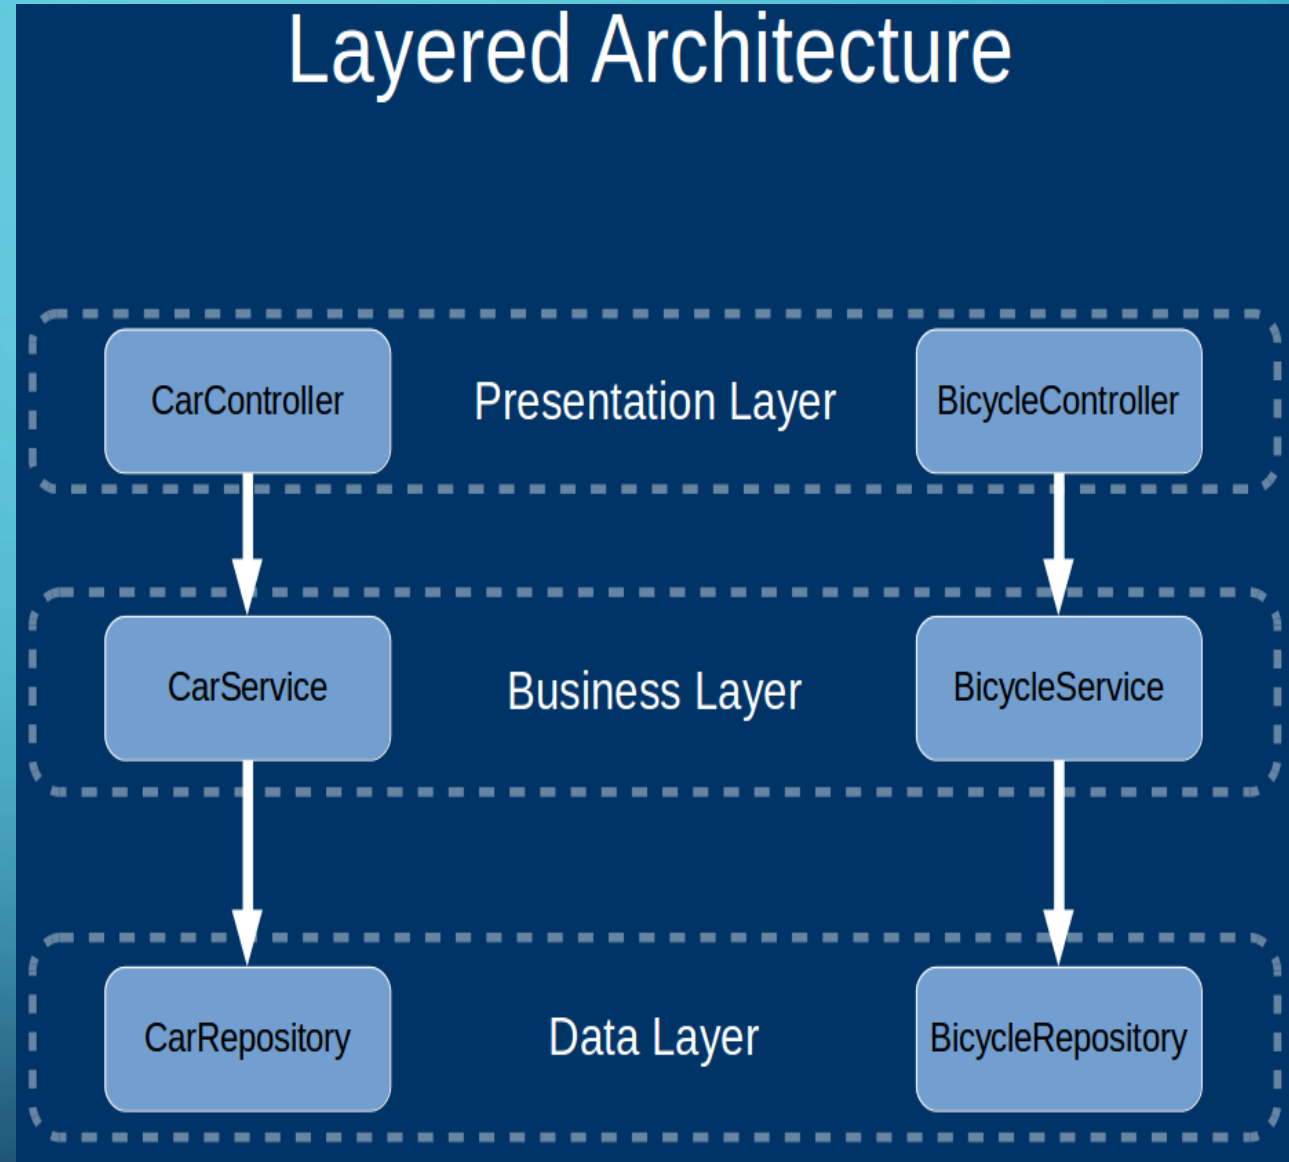 Layered Architecture
CarController
Presentation Layer
BicycleController
CarService
Business Layer
BicycleService
CarRepository
Data Layer
BicycleRepository